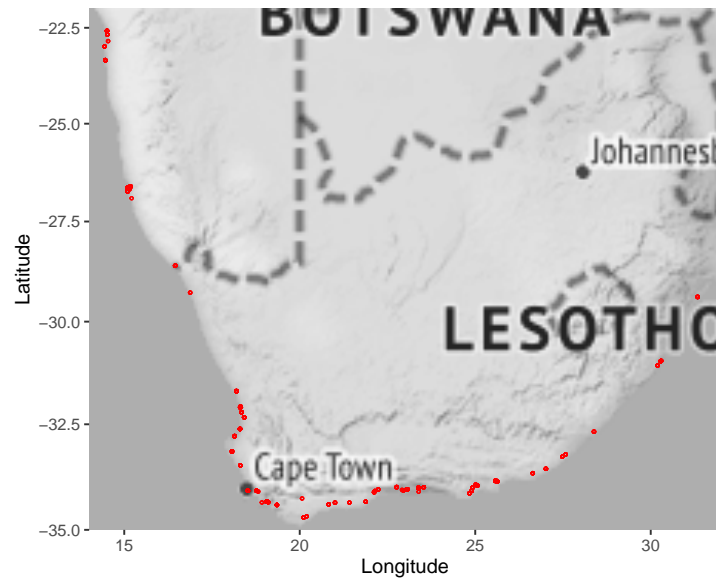 BOTSWANA
−22.5
−25.0
Johannesb
−27.5
Latitude
−30.0
LESOTHO
−32.5
Cape Town
−35.0
15
20
25
30
Longitude